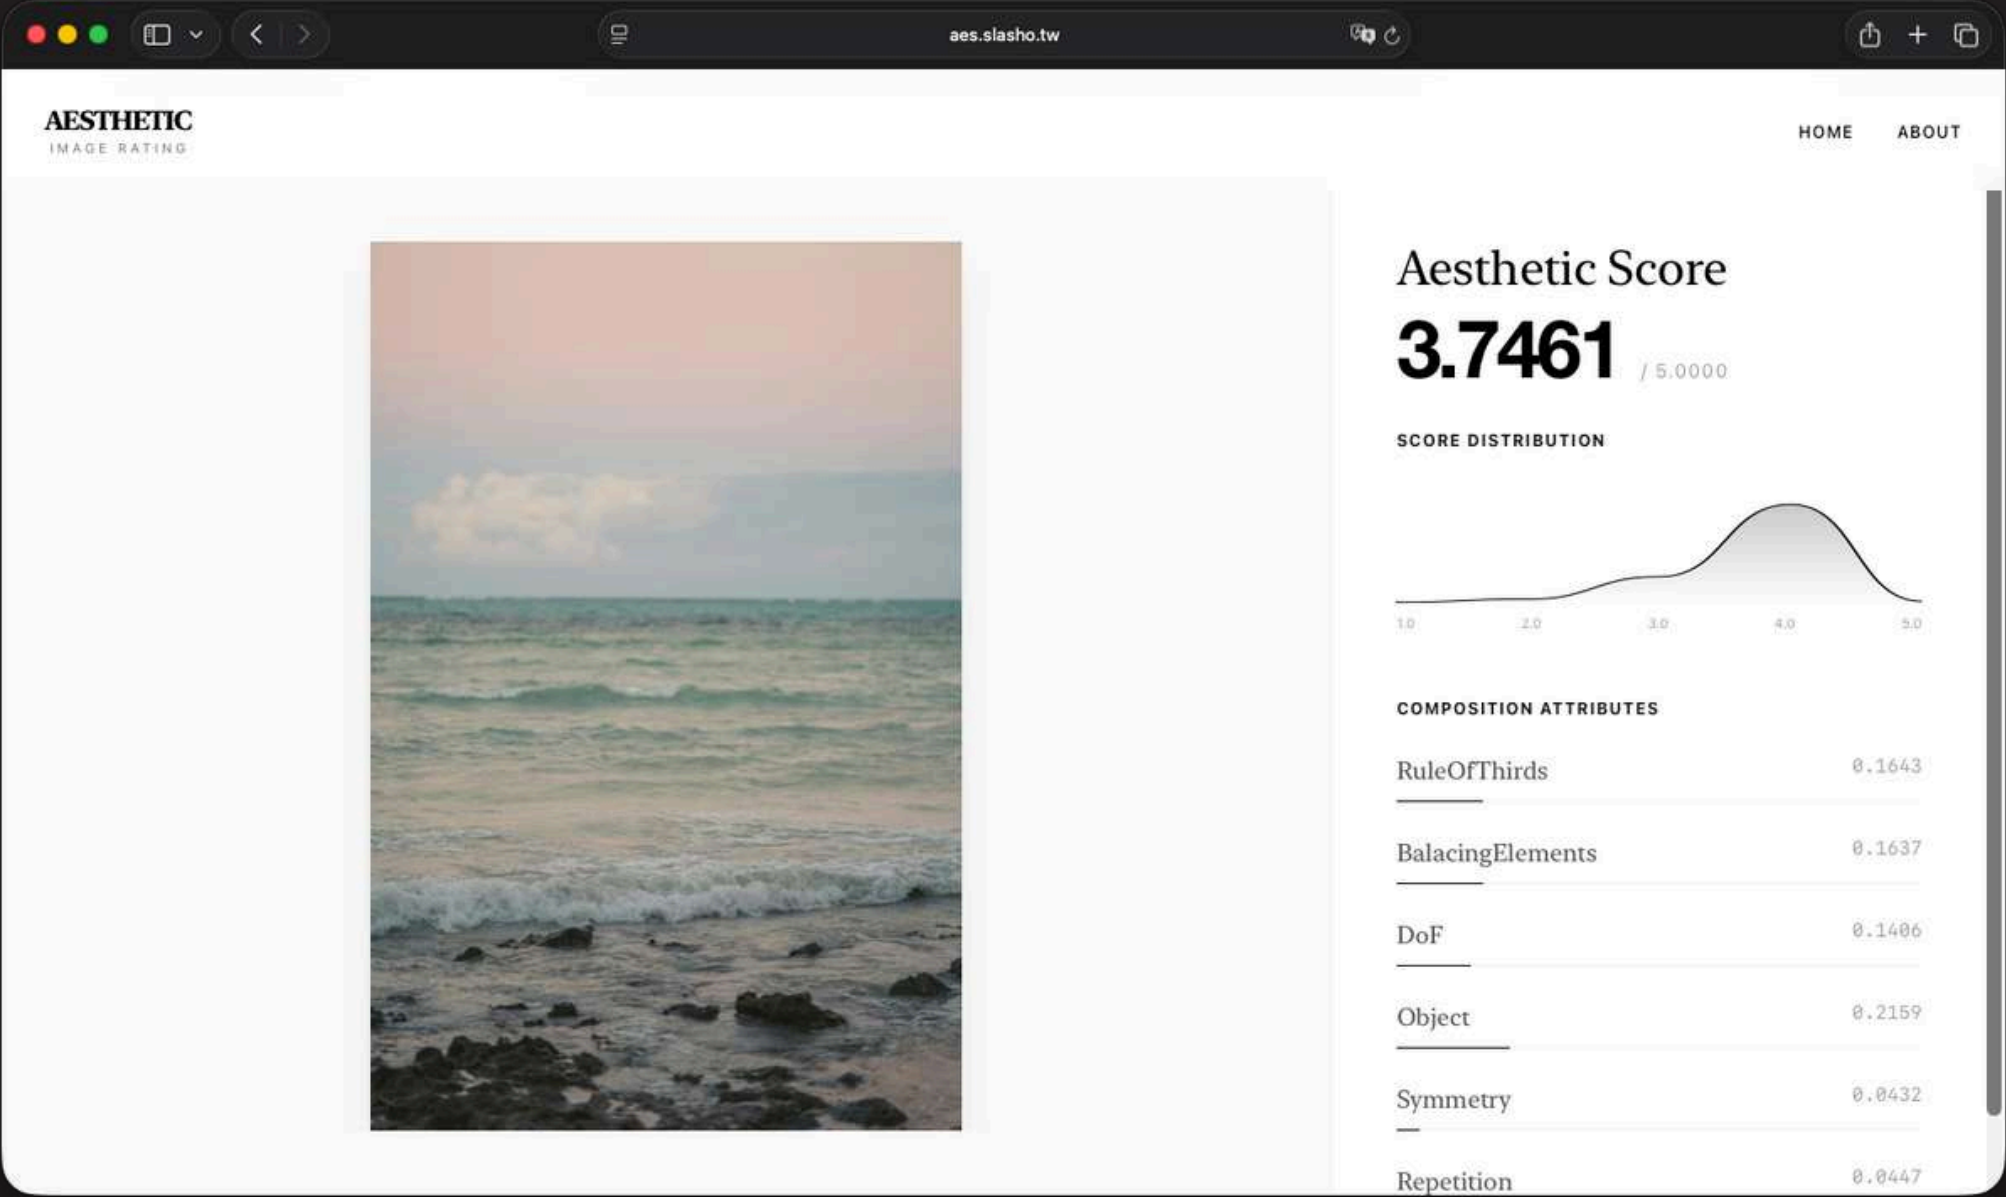 aes.slasho.tw
AESTHETIC
IMAGE RATING
HOME
ABOUT
Aesthetic Score
3.7461 / 5.0000
SCORE DISTRIBUTION
1.0 2.0 3.0 4.0 5.0
COMPOSITION ATTRIBUTES
RuleOfThirds 0.1643
BalacingElements 0.1637
DoF 0.1406
Object 0.2159
Symmetry 0.0432
Repetition 0.0447